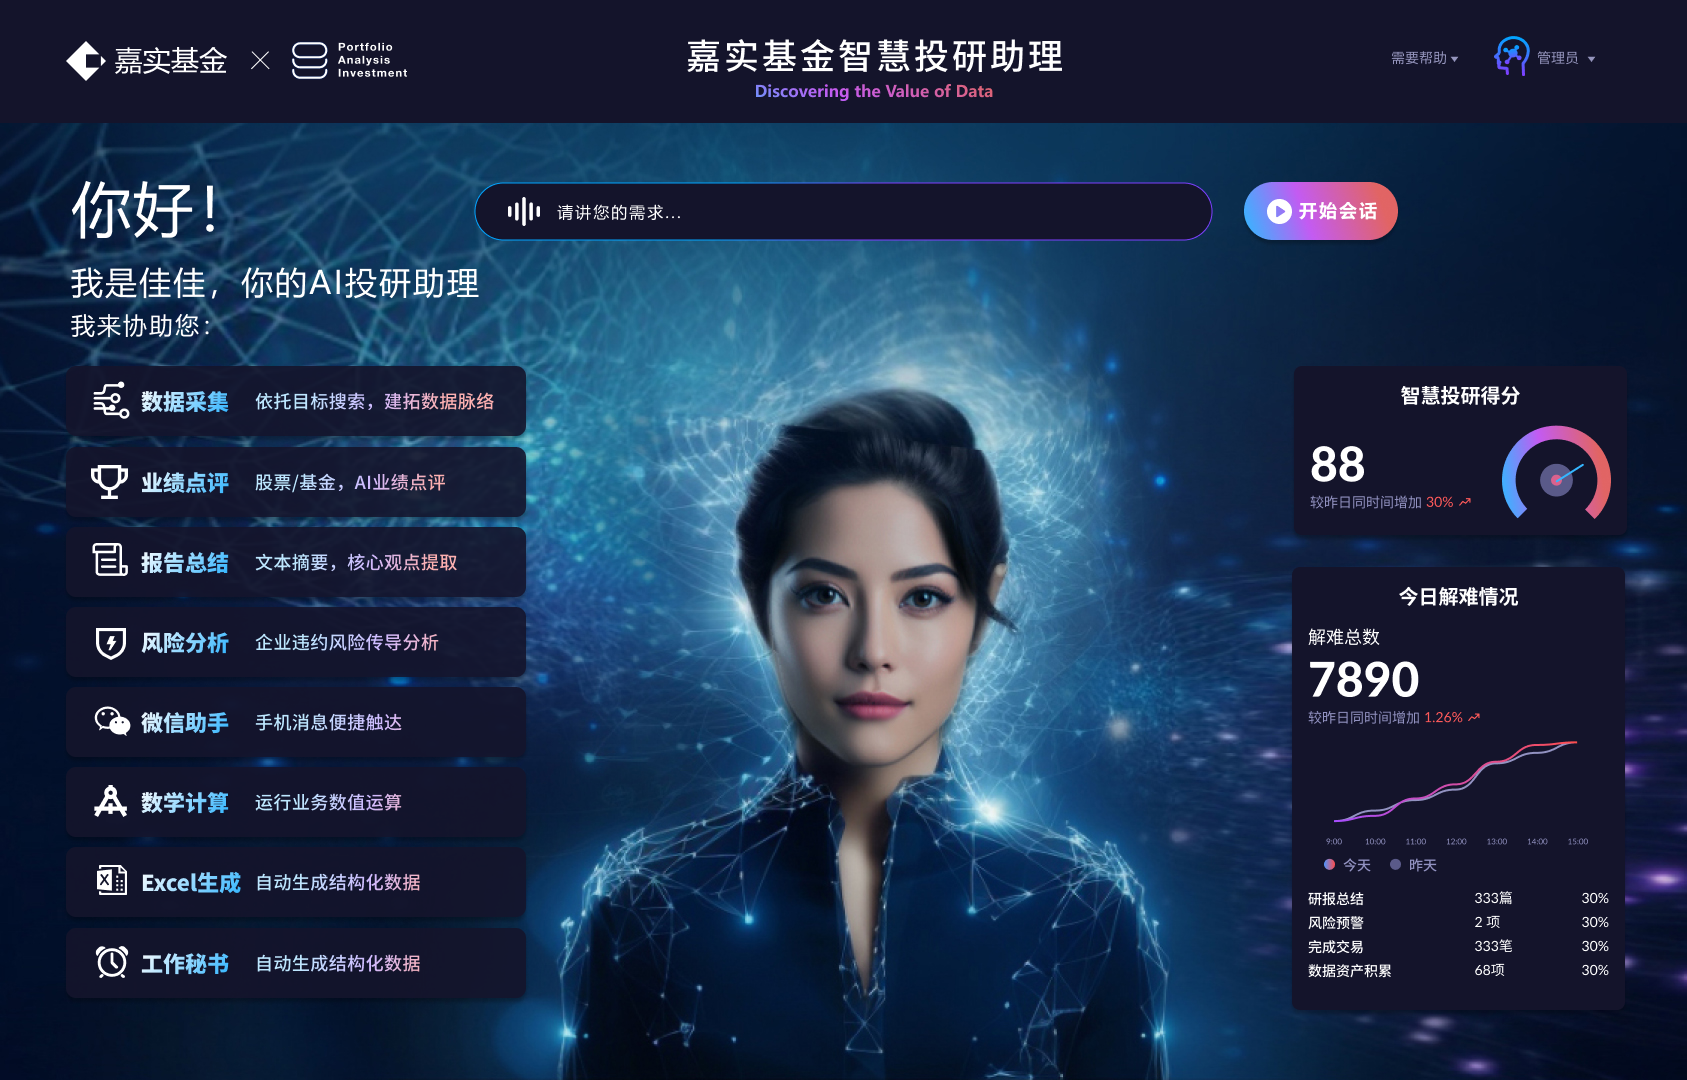 嘉实基金
Portfolio
Analysis
Investment
嘉实基金智慧投研助理
Discovering the Value of Data
需要帮助
管理员
你好！
请讲您的需求...
开始会话
我是佳佳，你的AI投研助理
我来协助您：
数据采集 依托目标搜索，建拓数据脉络
业绩点评 股票/基金，AI业绩点评
报告总结 文本摘要，核心观点提取
风险分析 企业违约风险传导分析
微信助手 手机消息便捷触达
数学计算 运行业务数值运算
Excel生成 自动生成结构化数据
工作秘书 自动生成结构化数据
智慧投研得分
88
较昨日同时间增加 30%
今日解难情况
解难总数
7890
较昨日同时间增加 1.26%
9:00 10:00 11:00 12:00 13:00 14:00 15:00
今天 昨天
研报总结 333篇 30%
风险预警 2 项 30%
完成交易 333笔 30%
数据资产积累 68项 30%